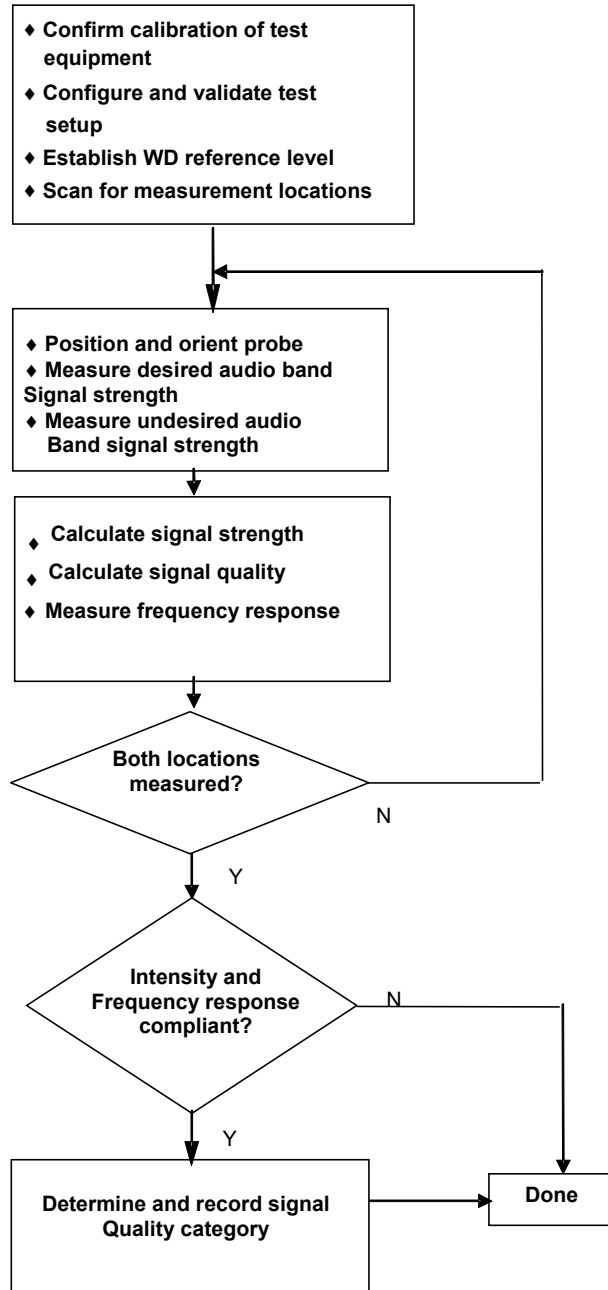 ♦ Confirm calibration of test
equipment
♦ Configure and validate test
setup
♦ Establish WD reference level
♦ Scan for measurement locations
♦ Position and orient probe
♦ Measure desired audio band
Signal strength
♦ Measure undesired audio
Band signal strength
♦ Calculate signal strength
♦ Calculate signal quality
♦ Measure frequency response
Both locations
measured?
N
Y
Intensity and
Frequency response
compliant?
N
Y
Determine and record signal
Quality category
Done